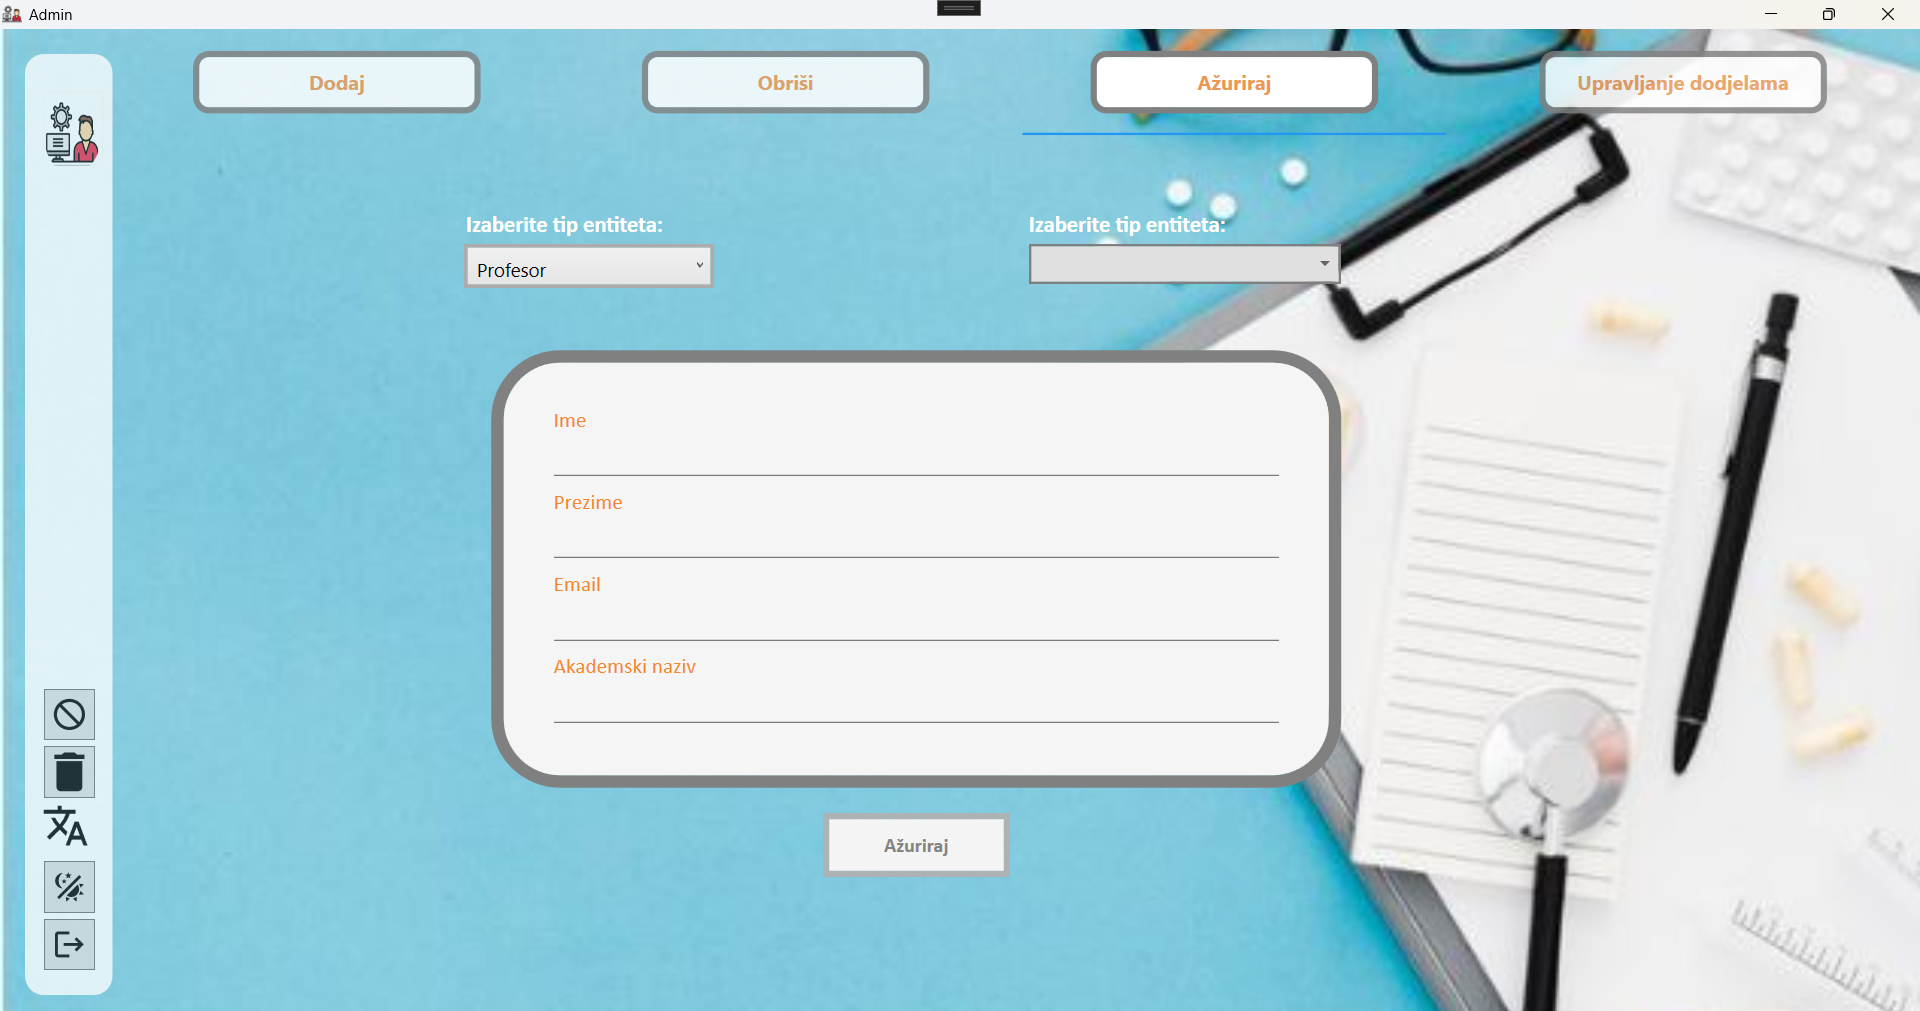 Admin
Dodaj
Obriši
Ažuriraj
Upravljanje dodjelama
Izaberite tip entiteta:
Izaberite tip entiteta:
Profesor
Ime
Prezime
Email
Akademski naziv
Ažuriraj